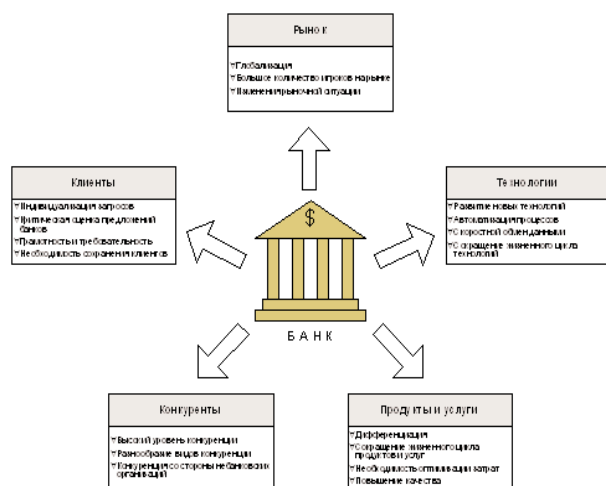 Рынок
Глобализация
Большое количество игроков на рынке
Изменения рыночной ситуации
Клиенты
Индивидуализация запросов
Критическая оценка предложений
банков
Грамотность и требовательность
Необходимость сохранения клиентов
Технологии
Развитие новых технологий
Автоматизация процессов
Скоростной обмен данными
Сокращение жизненного цикла
технологий
$
БАНК
Конкуренты
Высокий уровень конкуренции
Разнообразие видов конкуренции
Конкуренция со стороны небанковских
организаций
Продукты и услуги
Дифференциация
Сокращение жизненного цикла
продуктов и услуг
Необходимость оптимизации затрат
Повышение качества